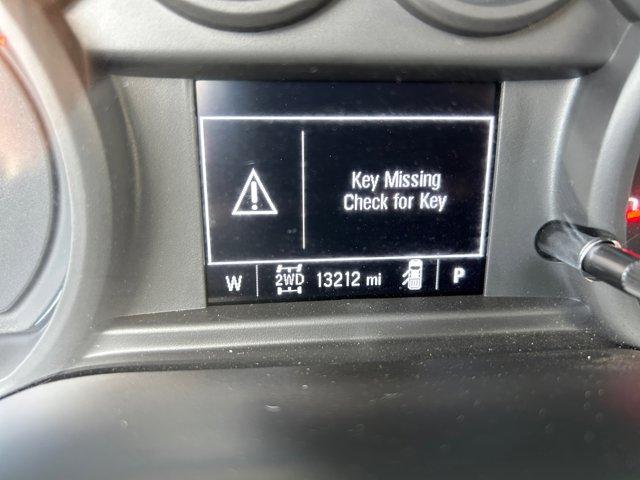 Key Missing
Check for Key
W 2WD 13212 mi P